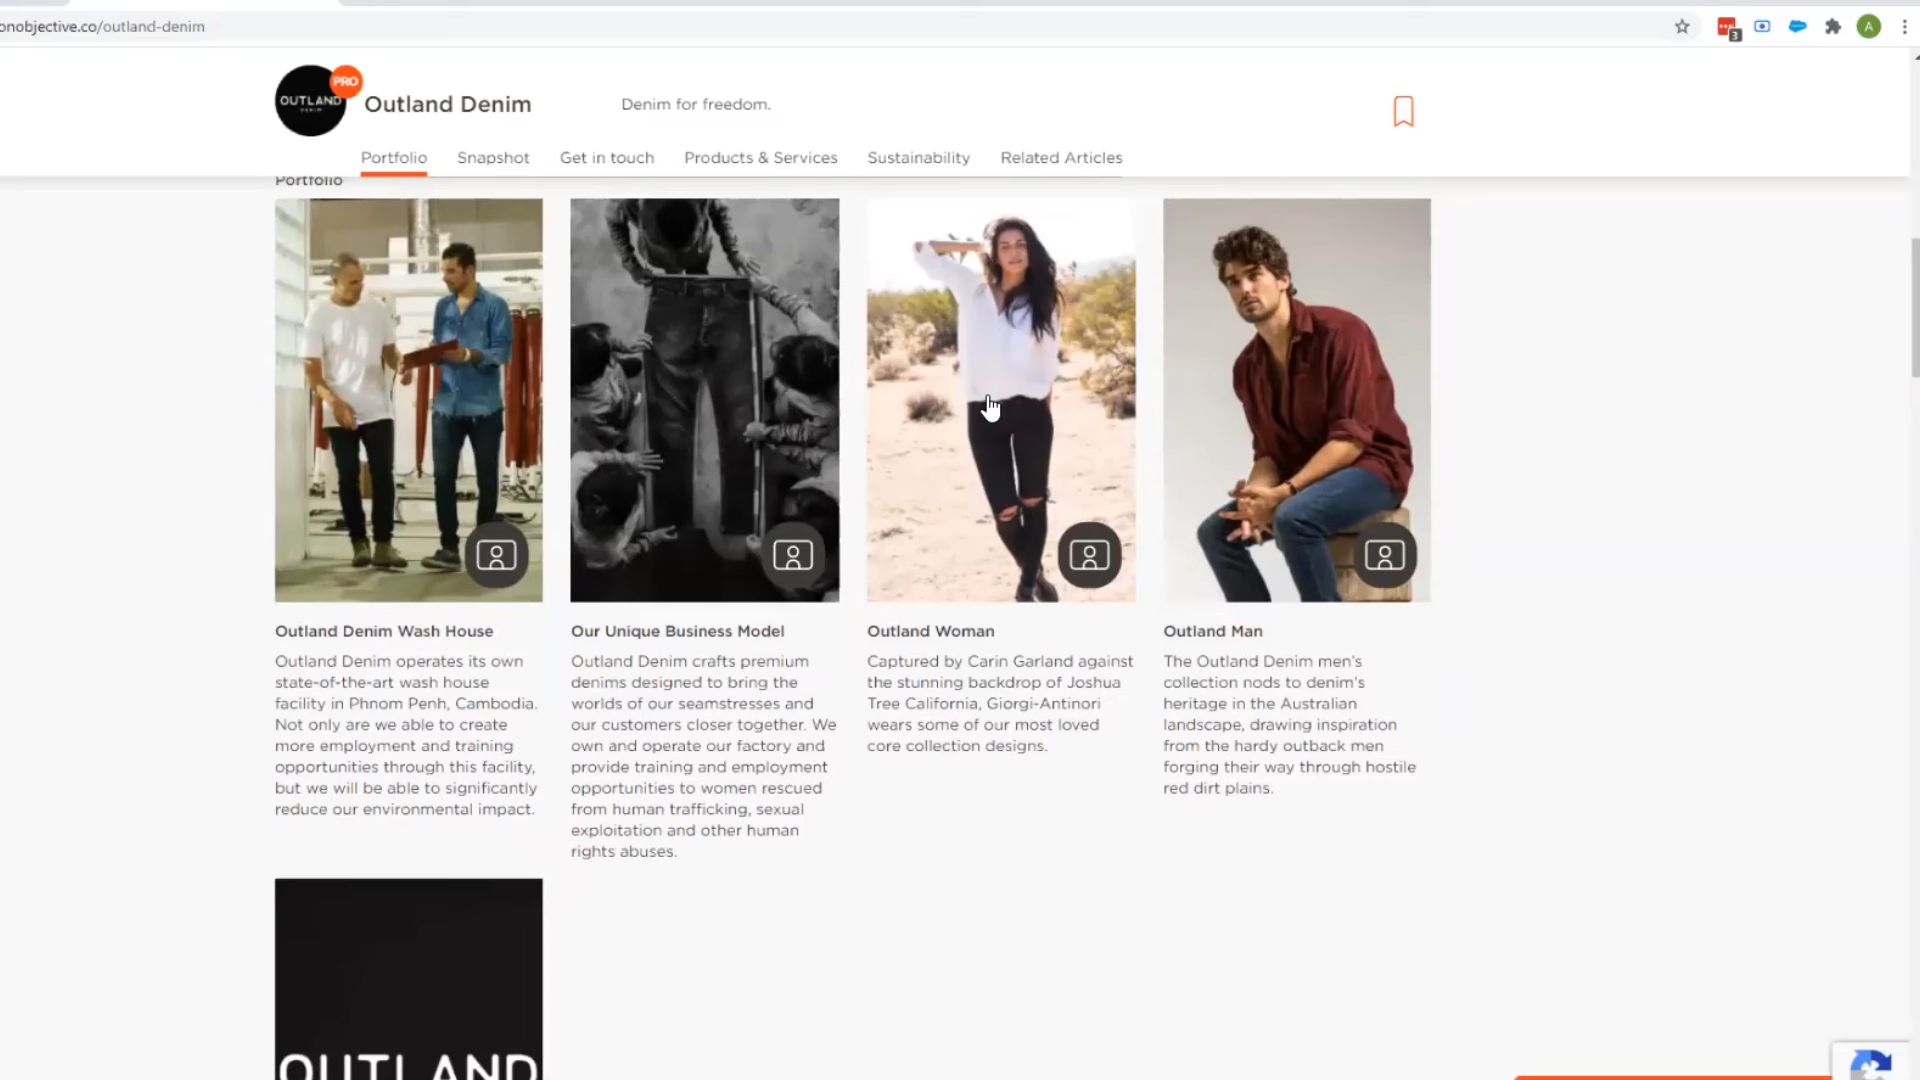 onobjective.co/outland-denim
3
A
OUTLAND
DENIM
PRO
Outland Denim
Denim for freedom.
Portfolio
Snapshot
Get in touch
Products & Services
Sustainability
Related Articles
Portfolio
Outland Denim Wash House
Outland Denim operates its own
state-of-the-art wash house
facility in Phnom Penh, Cambodia.
Not only are we able to create
more employment and training
opportunities through this facility,
but we will be able to significantly
reduce our environmental impact.
Our Unique Business Model
Outland Denim crafts premium
denims designed to bring the
worlds of our seamstresses and
our customers closer together. We
own and operate our factory and
provide training and employment
opportunities to women rescued
from human trafficking, sexual
exploitation and other human
rights abuses.
Outland Woman
Captured by Carin Garland against
the stunning backdrop of Joshua
Tree California, Giorgi-Antinori
wears some of our most loved
core collection designs.
Outland Man
The Outland Denim men's
collection nods to denim's
heritage in the Australian
landscape, drawing inspiration
from the hardy outback men
forging their way through hostile
red dirt plains.
OUTLAND